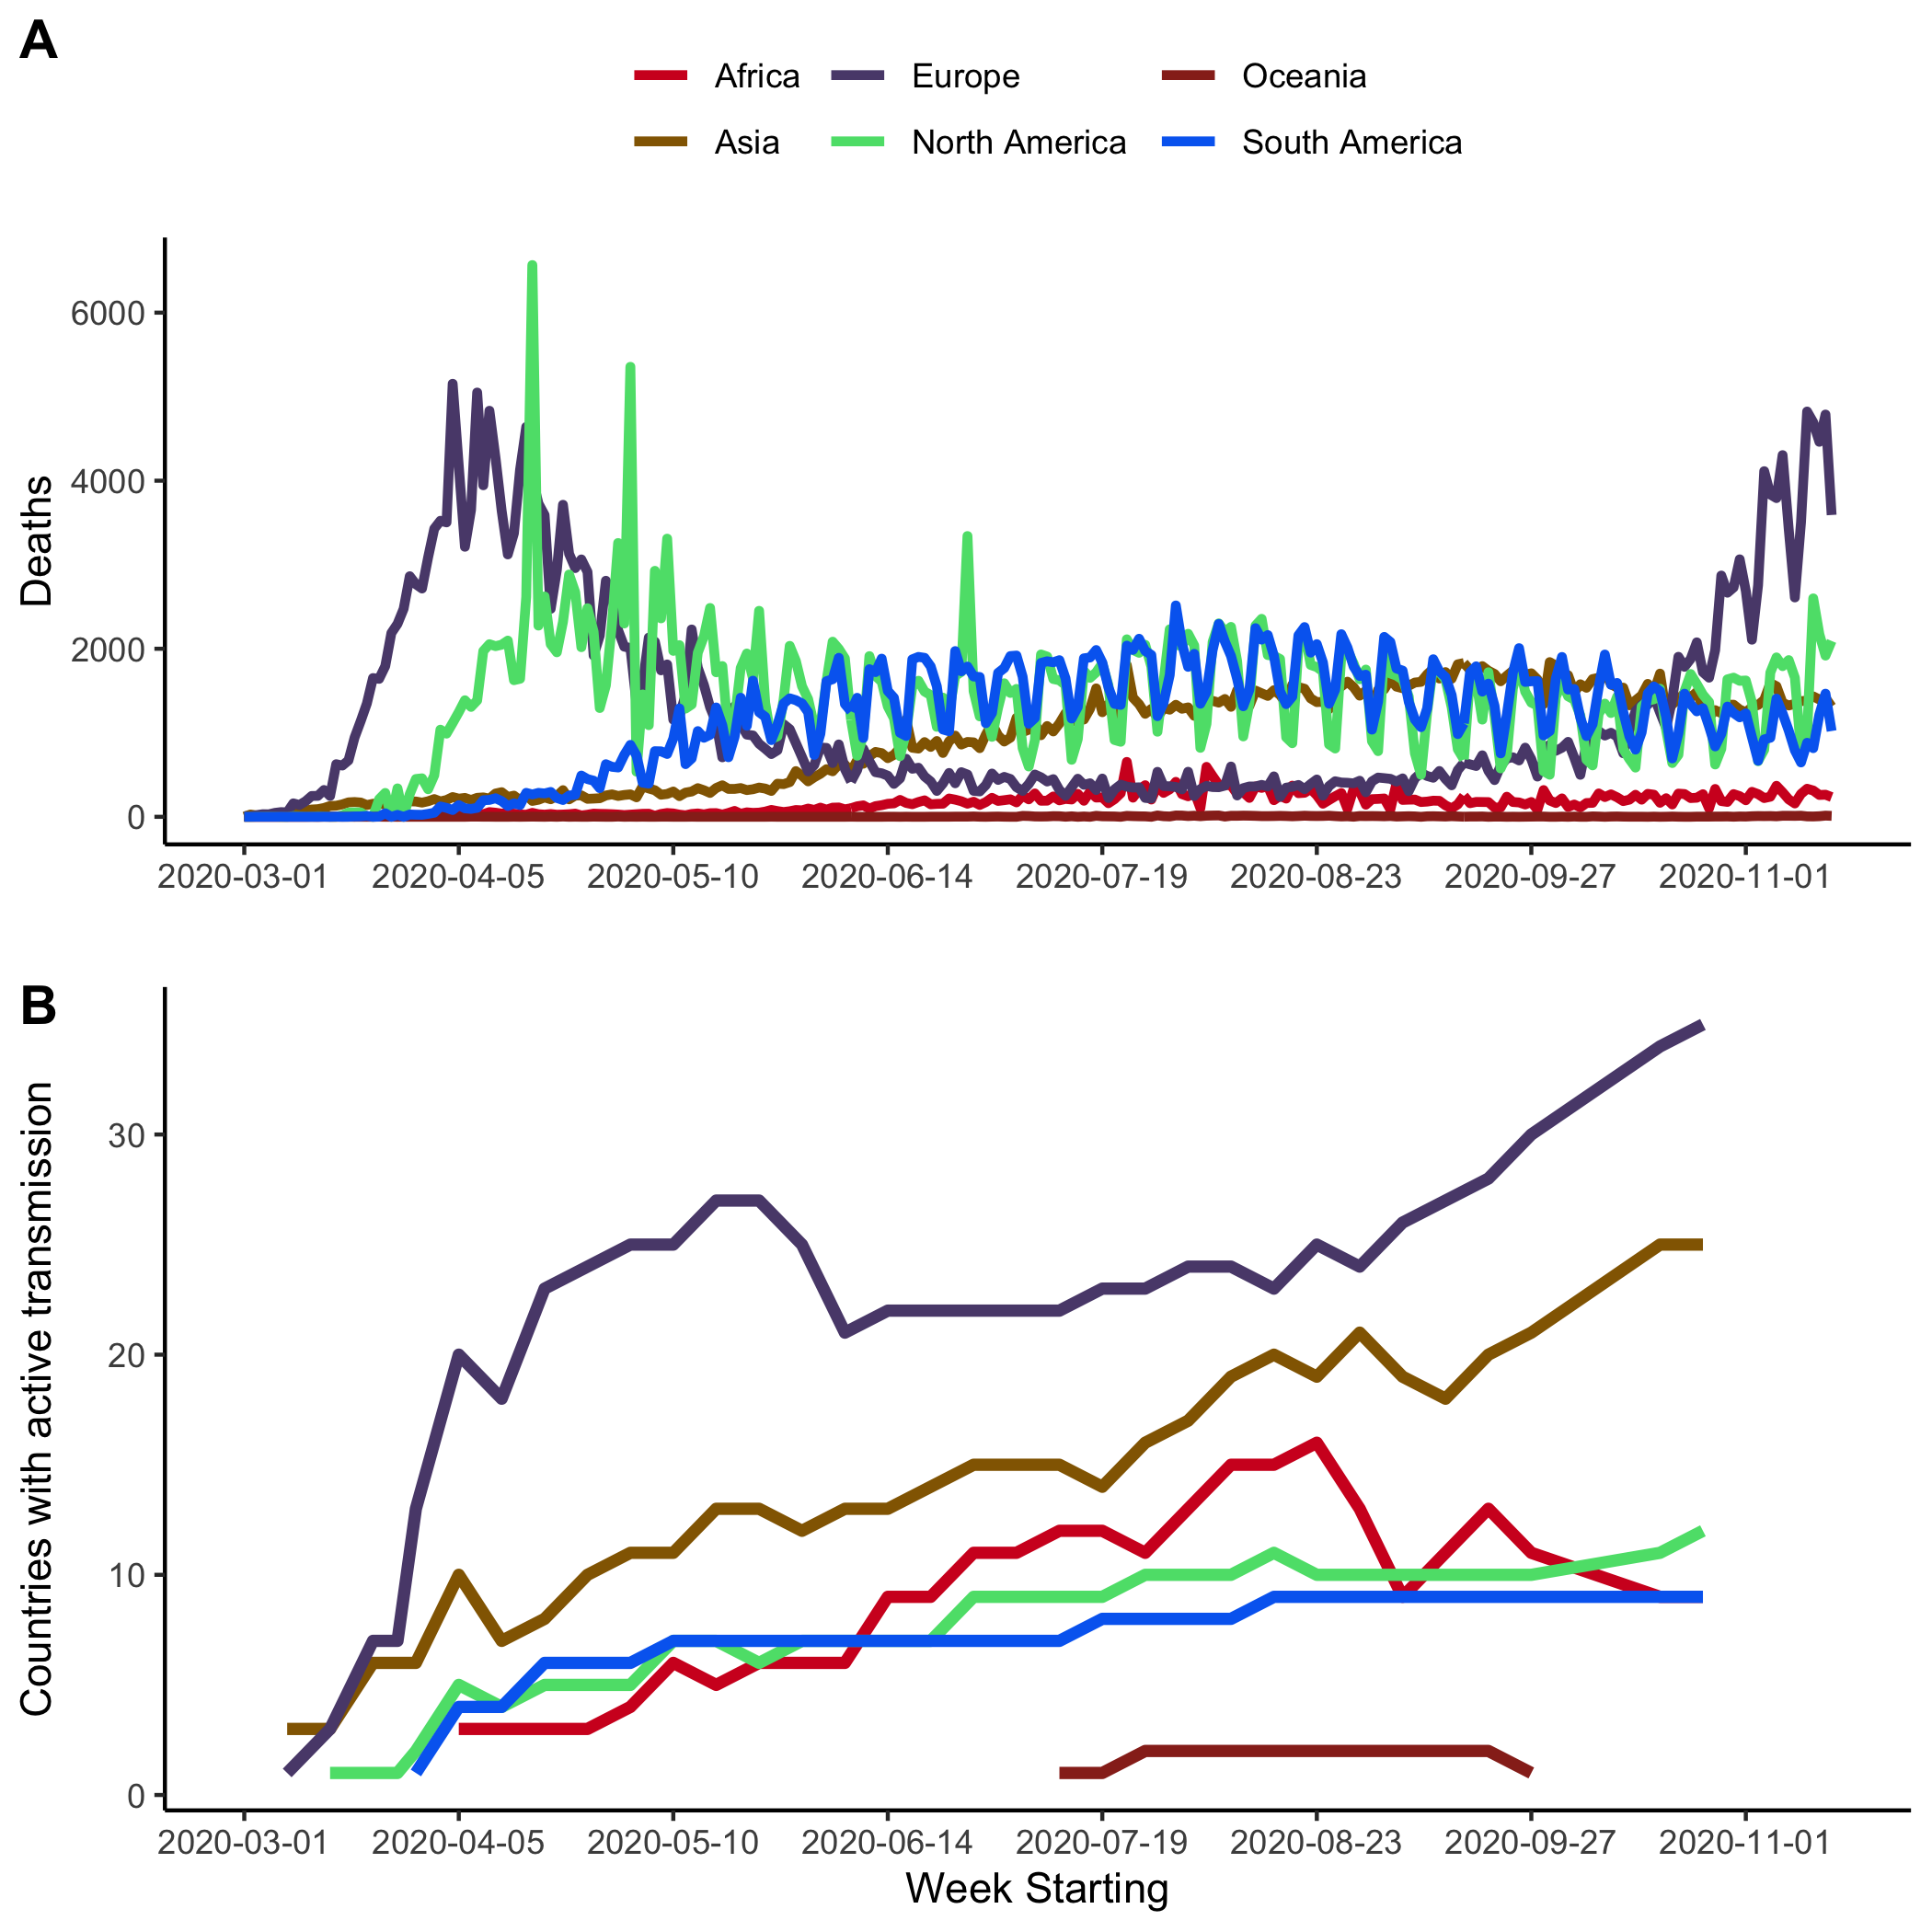 A
Africa Europe Oceania
Asia North America South America
Deaths
6000
4000
2000
0
2020-03-01 2020-04-05 2020-05-10 2020-06-14 2020-07-19 2020-08-23 2020-09-27 2020-11-01
B
Countries with active transmission
30
20
10
0
2020-03-01 2020-04-05 2020-05-10 2020-06-14 2020-07-19 2020-08-23 2020-09-27 2020-11-01
Week Starting